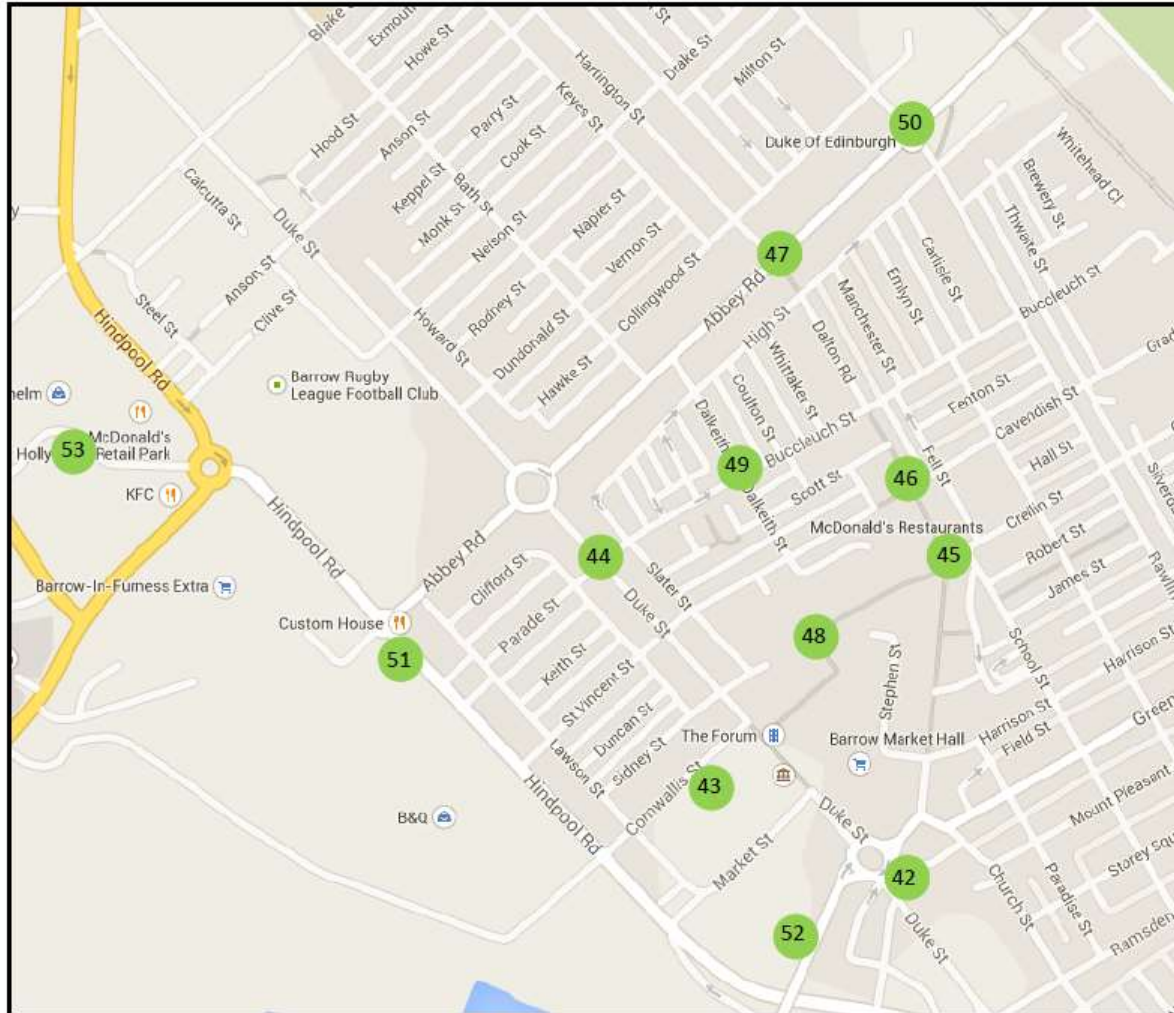 Blake St
Exmouth
Howe St
Hartington St
Drake St
Milton St
Hood St
Anson St
Parry St
Keyes St
Cook St
50
Duke Of Edinburgh
Whitehead Cl
Brewery St
Calcutta St
Keppel St
Bath St
Monk St
Nelson St
Napier St
Vernon St
Thwaite St
Duke St
Carlisle St
Emlyn St
47
Collingwood St
Abbey Rd
Manchester St
Buccleuch St
Anson St
Steel St
Clive St
Rodney St
Dundonald St
Howard St
High St
Dalton Rd
Hindpool Rd
Hawke St
Whittaker St
Coulton St
Dalkeith St
Fenton St
Cavendish St
Barrow Rugby
League Football Club
helm
McDonald's
Retail Park
Holly
53
Buccleuch St
49
46
Fell St
Hall St
Scott St
Dalkeith St
KFC
Hindpool Rd
Crellin St
McDonald's Restaurants
45
44
Robert St
James St
Abbey Rd
Clifford St
Slater St
Duke St
Barrow-In-Furness Extra
Parade St
Custom House
51
48
Keith St
Stephen St
School St
Harrison St
St Vincent St
Duncan St
Sidney St
Lawson St
The Forum
Barrow Market Hall
Harrison St
Field St
Green
43
Cornwallis St
Hindpool Rd
B&Q
Duke St
Mount Pleasant
Market St
42
Storey Squ
Church St
Paradise St
52
Duke St
Ramsden